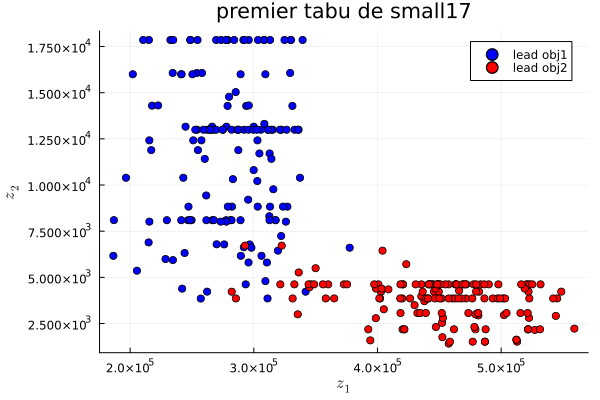 premier tabu de small17
lead obj1
lead obj2
z₂
1.750×10⁴
1.500×10⁴
1.250×10⁴
1.000×10⁴
7.500×10³
5.000×10³
2.500×10³
2.0×10⁵ 3.0×10⁵ 4.0×10⁵ 5.0×10⁵
z₁